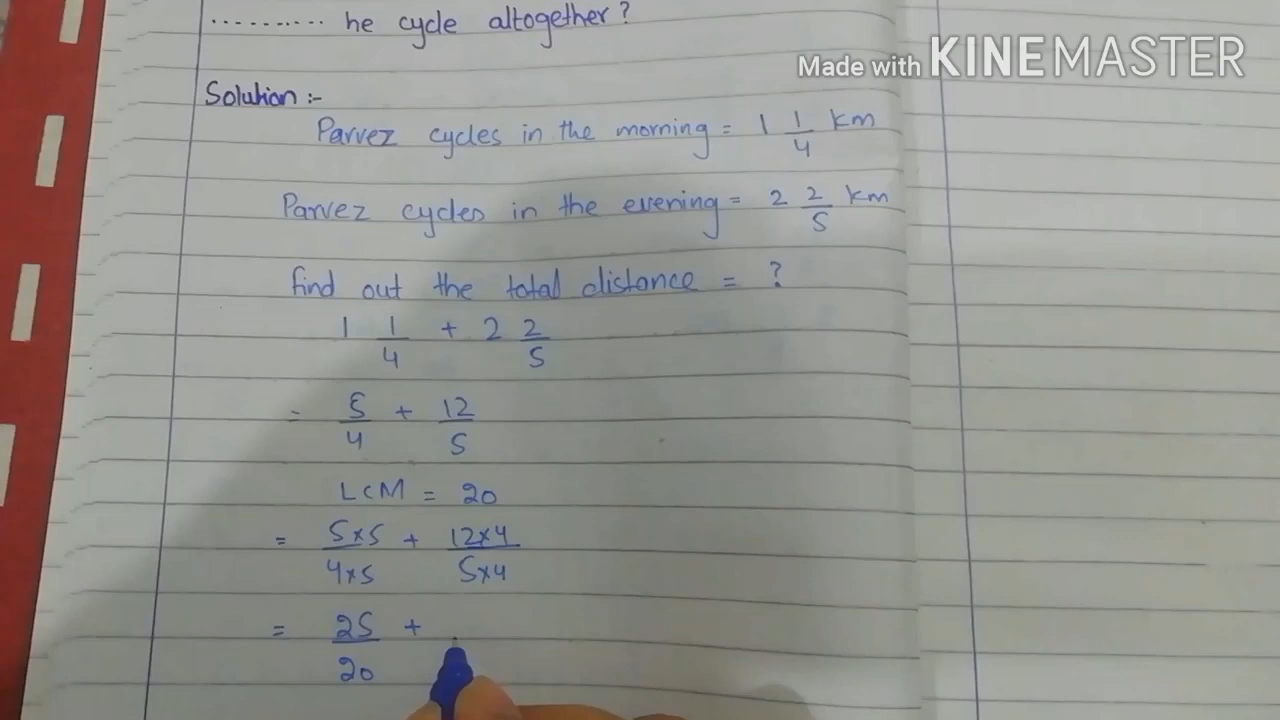 .......... he cycle altogether?
Made with KINEMASTER
Solution :-
Parvez cycles in the morning = 1 1/4 km
Parvez cycles in the evening = 2 2/5 km
find out the total distance = ?
1 1/4 + 2 2/5
= 5/4 + 12/5
LCM = 20
= 5×5/4×5 + 12×4/5×4
= 25/20 +